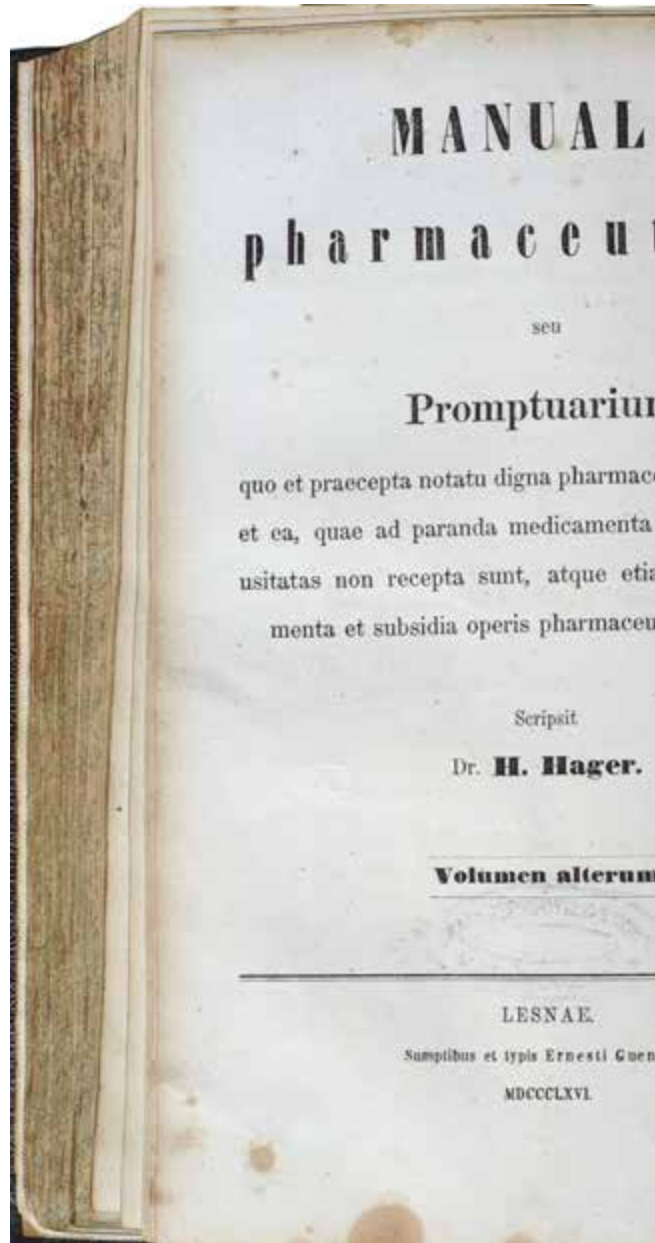 MANUAL
pharmaceu
seu
Promptuariu
quo et praecepta notatu digna pharmac
et ea, quae ad paranda medicamenta
usitatas non recepta sunt, atque etia
menta et subsidia operis pharmaceu
Scripsit
Dr. H. Hager.
Volumen alterum
LESNAE.
Sumptibus et typis Ernesti Guen
MDCCCLXVI.